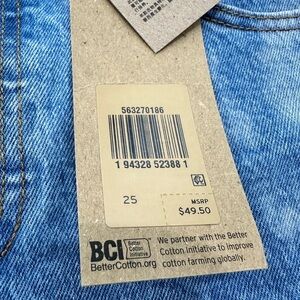 563270186
1 94328 52388 1
25
MSRP
$49.50
BCI Better Cotton Initiative
BetterCotton.org
We partner with the Better
Cotton Initiative to improve
cotton farming globally.